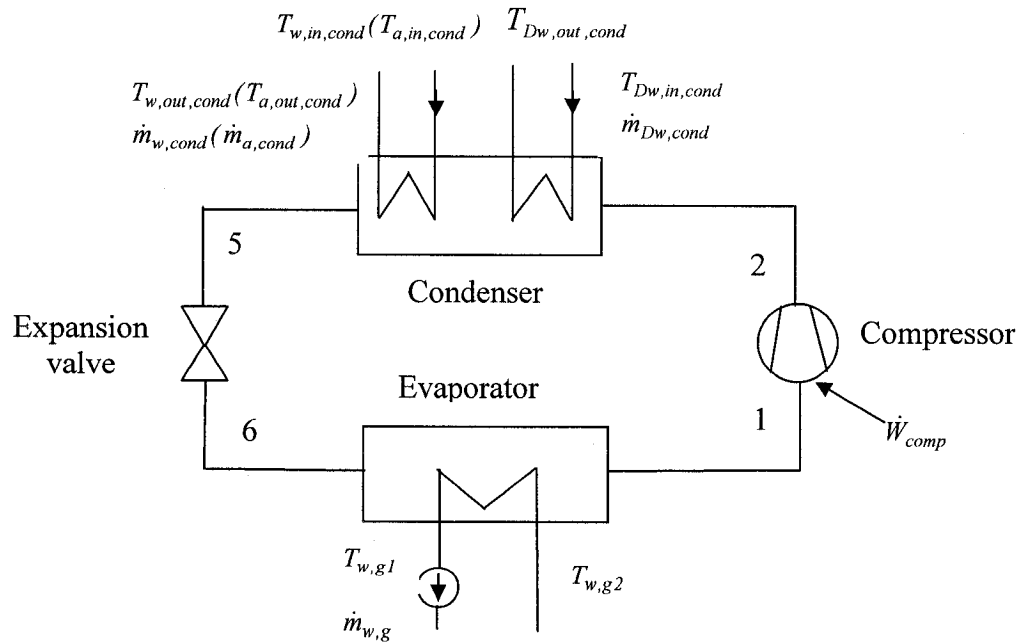 T_{w,in,cond}(T_{a,in,cond})
T_{Dw,out,cond}
T_{w,out,cond}(T_{a,out,cond})
ṁ_{w,cond}(ṁ_{a,cond})
T_{Dw,in,cond}
ṁ_{Dw,cond}
5
2
Condenser
Expansion
valve
Compressor
Evaporator
6
1
Ẇ_{comp}
T_{w,g1}
T_{w,g2}
ṁ_{w,g}